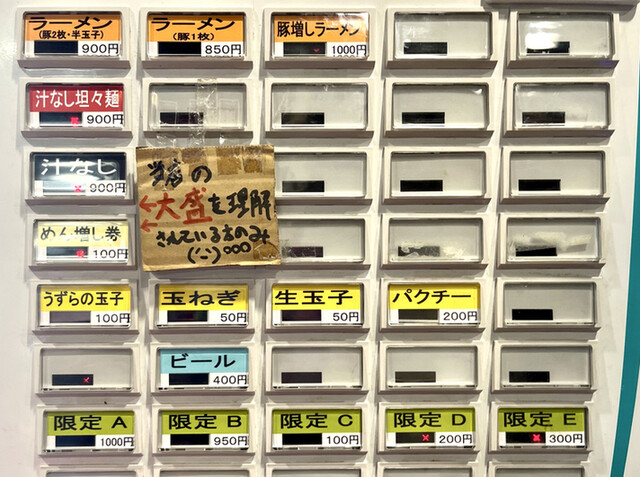 ラーメン
(豚2枚・半玉子)
900円
ラーメン
(豚1枚)
850円
豚増しラーメン
1000円
汁なし坦々麺
900円
汁なし
900円
めん増し券
100円
当店の
←大盛を理解
←されている方のみ
(・_・)ooo
うずらの玉子
100円
玉ねぎ
50円
生玉子
50円
パクチー
200円
ビール
400円
限定A
1000円
限定B
950円
限定C
100円
限定D
200円
限定E
300円